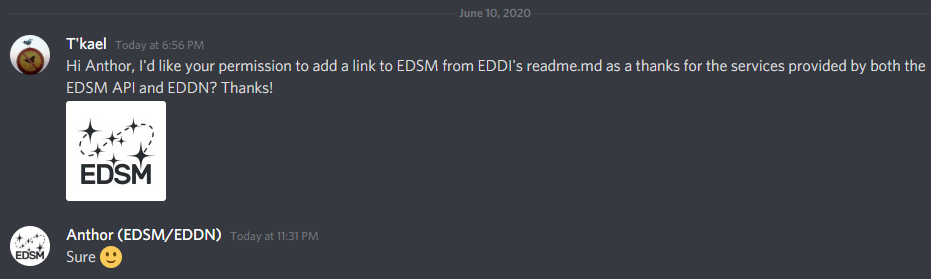 June 10, 2020
T'kael Today at 6:56 PM
Hi Anthor, I'd like your permission to add a link to EDSM from EDDI's readme.md as a thanks for the services provided by both the
EDSM API and EDDN? Thanks!
EDSM
EDSM
Anthor (EDSM/EDDN) Today at 11:31 PM
Sure 🙂